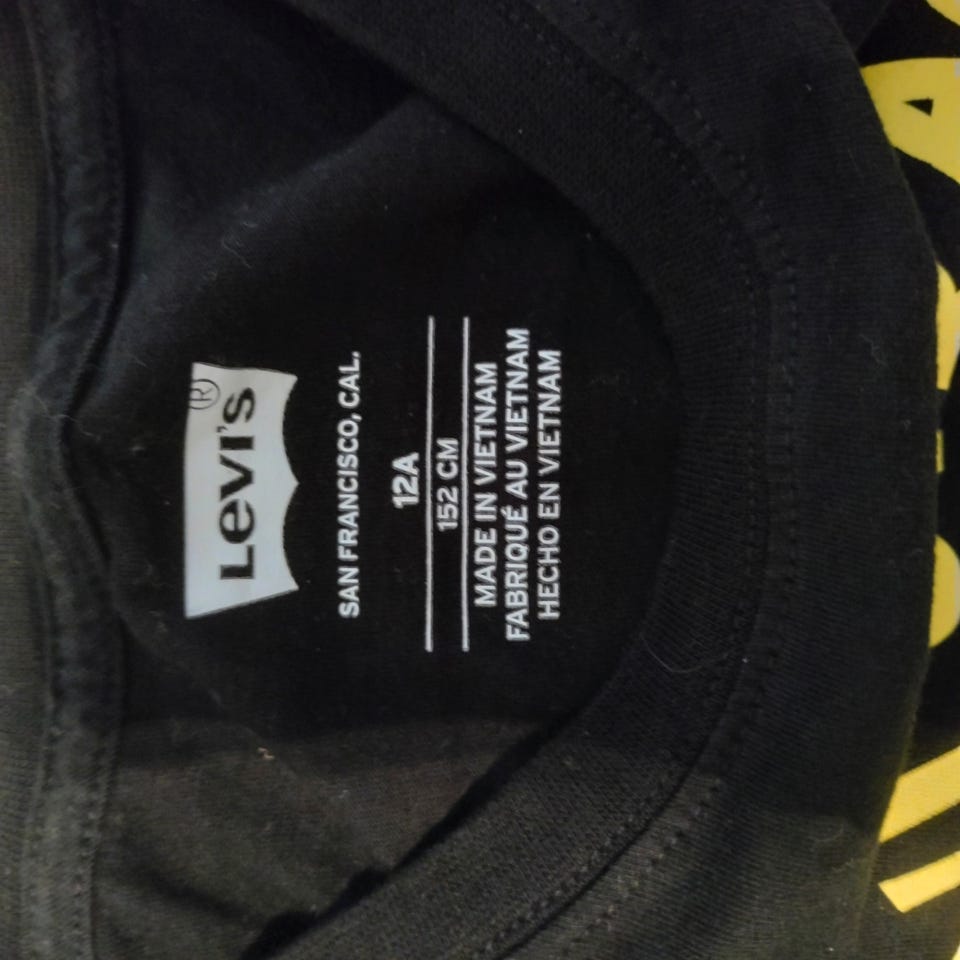 Levi's®
SAN FRANCISCO, CAL.
12A
152 CM
MADE IN VIETNAM
FABRIQUÉ AU VIETNAM
HECHO EN VIETNAM